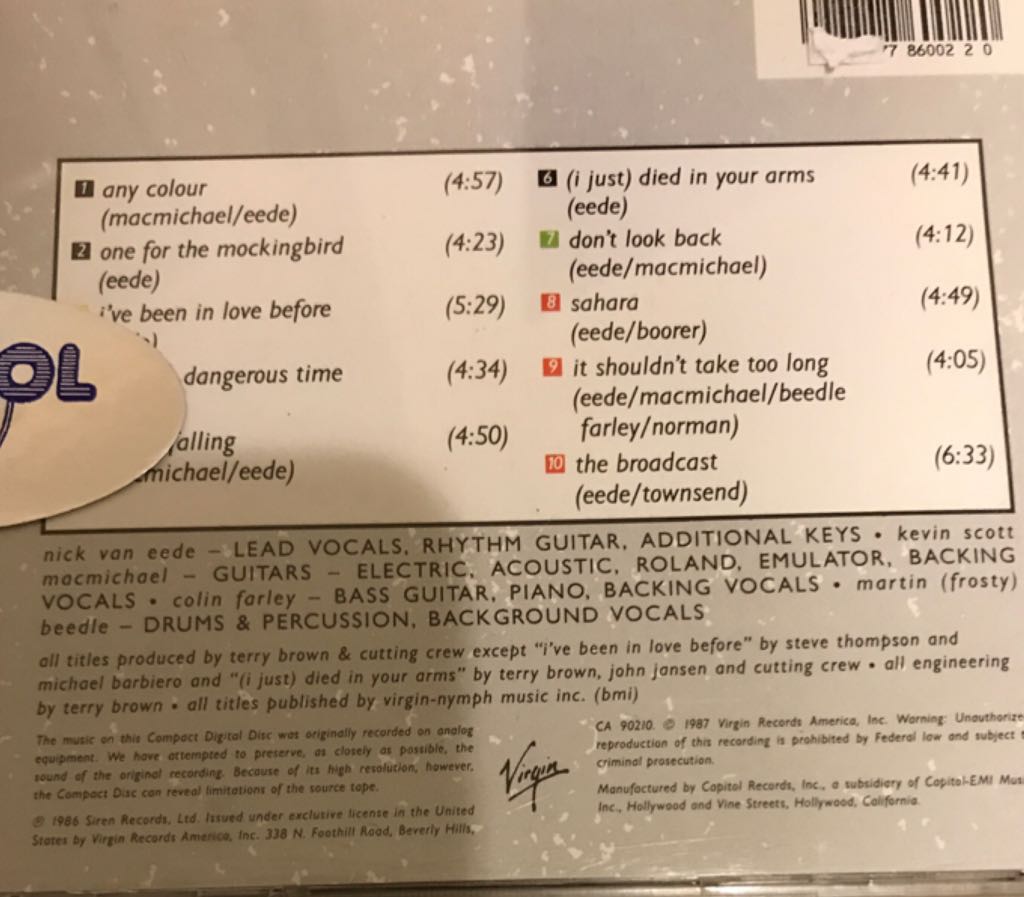 7 86002 2 0
1 any colour (4:57)
(macmichael/eede)
2 one for the mockingbird (4:23)
(eede)
i've been in love before (5:29)
dangerous time (4:34)
alling (4:50)
michael/eede)
6 (i just) died in your arms (4:41)
(eede)
7 don't look back (4:12)
(eede/macmichael)
8 sahara (4:49)
(eede/boorer)
9 it shouldn't take too long (4:05)
(eede/macmichael/beedle
farley/norman)
10 the broadcast (6:33)
(eede/townsend)
OL
nick van eede – LEAD VOCALS, RHYTHM GUITAR, ADDITIONAL KEYS • kevin scott
macmichael – GUITARS – ELECTRIC, ACOUSTIC, ROLAND, EMULATOR, BACKING
VOCALS • colin farley – BASS GUITAR, PIANO, BACKING VOCALS • martin (frosty)
beedle – DRUMS & PERCUSSION, BACKGROUND VOCALS
all titles produced by terry brown & cutting crew except "i've been in love before" by steve thompson and
michael barbiero and "(i just) died in your arms" by terry brown, john jansen and cutting crew • all engineering
by terry brown • all titles published by virgin-nymph music inc. (bmi)
The music on this Compact Digital Disc was originally recorded on analog
equipment. We have attempted to preserve, as closely as possible, the
sound of the original recording. Because of its high resolution, however,
the Compact Disc can reveal limitations of the source tape.
℗ 1986 Siren Records, Ltd. Issued under exclusive license in the United
States by Virgin Records America, Inc. 338 N. Foothill Road, Beverly Hills,
Virgin
CA 90210. © 1987 Virgin Records America, Inc. Warning: Unauthorize
reproduction of this recording is prohibited by Federal law and subject t
criminal prosecution.
Manufactured by Capitol Records, Inc., a subsidiary of Capitol-EMI Mus
Inc., Hollywood and Vine Streets, Hollywood, California.